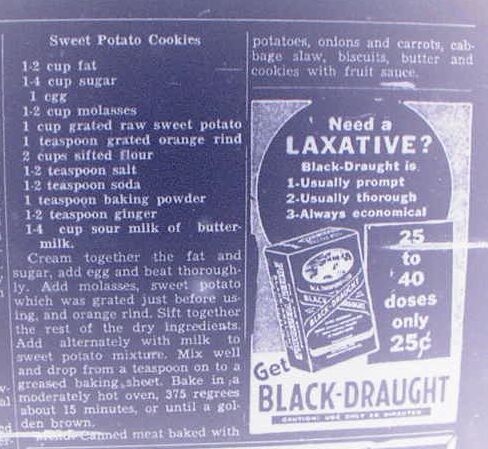 Sweet Potato Cookies
1-2 cup fat
1-4 cup sugar
1 egg
1-2 cup molasses
1 cup grated raw sweet potato
1 teaspoon grated orange rind
2 cups sifted flour
1-2 teaspoon salt
1-2 teaspoon soda
1 teaspoon baking powder
1-2 teaspoon ginger
1-4 cup sour milk of butter-
milk.
Cream together the fat and
sugar, add egg and beat thorough-
ly. Add molasses, sweet potato
which was grated just before us-
ing, and orange rind. Sift together
the rest of the dry ingredients.
Add alternately with milk to
sweet potato mixture. Mix well
and drop from a teaspoon on to a
greased baking sheet. Bake in a
moderately hot oven, 375 regrees
about 15 minutes, or until a gol-
den brown.
Canned meat baked with
potatoes, onions and carrots, cab-
bage slaw, biscuits, butter and
cookies with fruit sauce.
Need a
LAXATIVE?
Black-Draught is
1-Usually prompt
2-Usually thorough
3-Always economical
25
to
40
doses
only
25¢
BLACK-DRAUGHT
Get
BLACK-DRAUGHT
CAUTION: USE ONLY AS DIRECTED